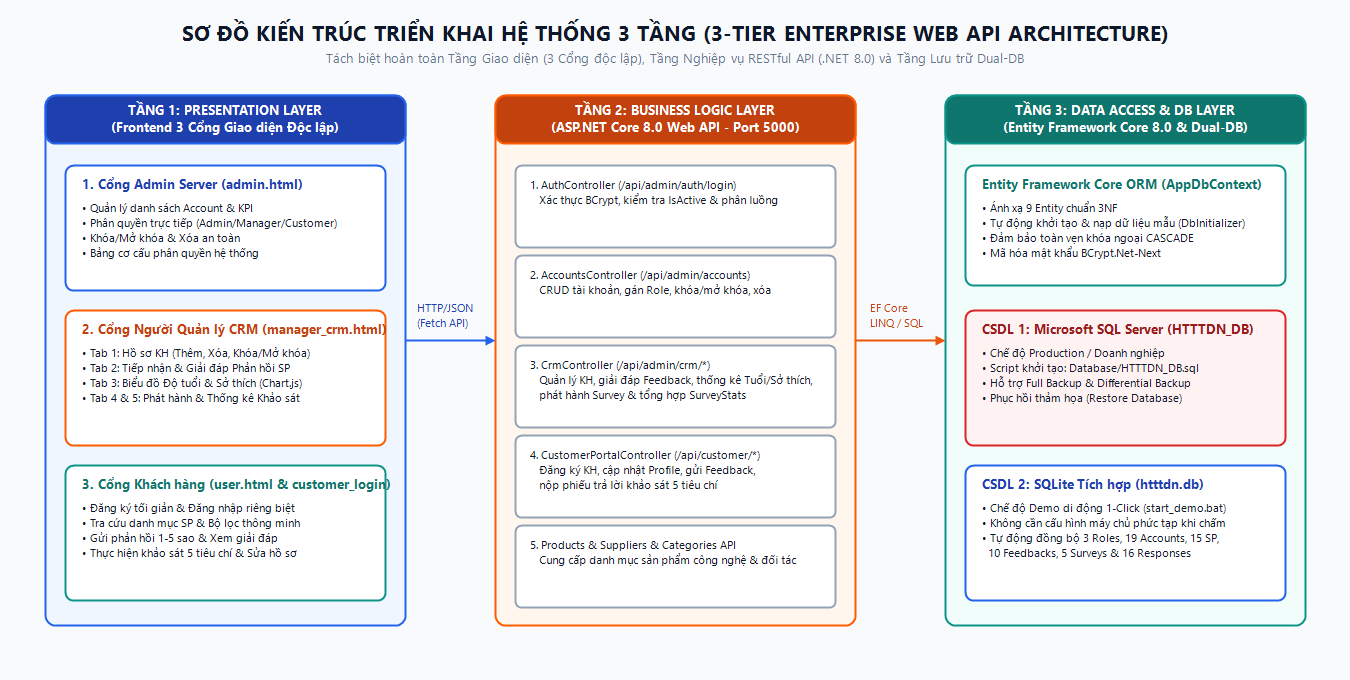 SƠ ĐỒ KIẾN TRÚC TRIỂN KHAI HỆ THỐNG 3 TẦNG (3-TIER ENTERPRISE WEB API ARCHITECTURE)
Tách biệt hoàn toàn Tầng Giao diện (3 Cổng độc lập), Tầng Nghiệp vụ RESTful API (.NET 8.0) và Tầng Lưu trữ Dual-DB
TẦNG 1: PRESENTATION LAYER
(Frontend 3 Cổng Giao diện Độc lập)
1. Cổng Admin Server (admin.html)
• Quản lý danh sách Account & KPI
• Phân quyền trực tiếp (Admin/Manager/Customer)
• Khóa/Mở khóa & Xóa an toàn
• Bảng cơ cấu phân quyền hệ thống
2. Cổng Người Quản lý CRM (manager_crm.html)
• Tab 1: Hồ sơ KH (Thêm, Xóa, Khóa/Mở khóa)
• Tab 2: Tiếp nhận & Giải đáp Phản hồi SP
• Tab 3: Biểu đồ Độ tuổi & Sở thích (Chart.js)
• Tab 4 & 5: Phát hành & Thống kê Khảo sát
3. Cổng Khách hàng (user.html & customer_login)
• Đăng ký tối giản & Đăng nhập riêng biệt
• Tra cứu danh mục SP & Bộ lọc thông minh
• Gửi phản hồi 1-5 sao & Xem giải đáp
• Thực hiện khảo sát 5 tiêu chí & Sửa hồ sơ
HTTP/JSON
(Fetch API)
TẦNG 2: BUSINESS LOGIC LAYER
(ASP.NET Core 8.0 Web API - Port 5000)
1. AuthController (/api/admin/auth/login)
Xác thực BCrypt, kiểm tra IsActive & phân luồng
2. AccountsController (/api/admin/accounts)
CRUD tài khoản, gán Role, khóa/mở khóa, xóa
3. CrmController (/api/admin/crm/*)
Quản lý KH, giải đáp Feedback, thống kê Tuổi/Sở thích,
phát hành Survey & tổng hợp SurveyStats
4. CustomerPortalController (/api/customer/*)
Đăng ký KH, cập nhật Profile, gửi Feedback,
nộp phiếu trả lời khảo sát 5 tiêu chí
5. Products & Suppliers & Categories API
Cung cấp danh mục sản phẩm công nghệ & đối tác
EF Core
LINQ / SQL
TẦNG 3: DATA ACCESS & DB LAYER
(Entity Framework Core 8.0 & Dual-DB)
Entity Framework Core ORM (AppDbContext)
• Ánh xạ 9 Entity chuẩn 3NF
• Tự động khởi tạo & nạp dữ liệu mẫu (DbInitializer)
• Đảm bảo toàn vẹn khóa ngoại CASCADE
• Mã hóa mật khẩu BCrypt.Net-Next
CSDL 1: Microsoft SQL Server (HTTTDN_DB)
• Chế độ Production / Doanh nghiệp
• Script khởi tạo: Database/HTTTDN_DB.sql
• Hỗ trợ Full Backup & Differential Backup
• Phục hồi thảm họa (Restore Database)
CSDL 2: SQLite Tích hợp (htttdn.db)
• Chế độ Demo di động 1-Click (start_demo.bat)
• Không cần cấu hình máy chủ phức tạp khi chấm
• Tự động đồng bộ 3 Roles, 19 Accounts, 15 SP,
10 Feedbacks, 5 Surveys & 16 Responses